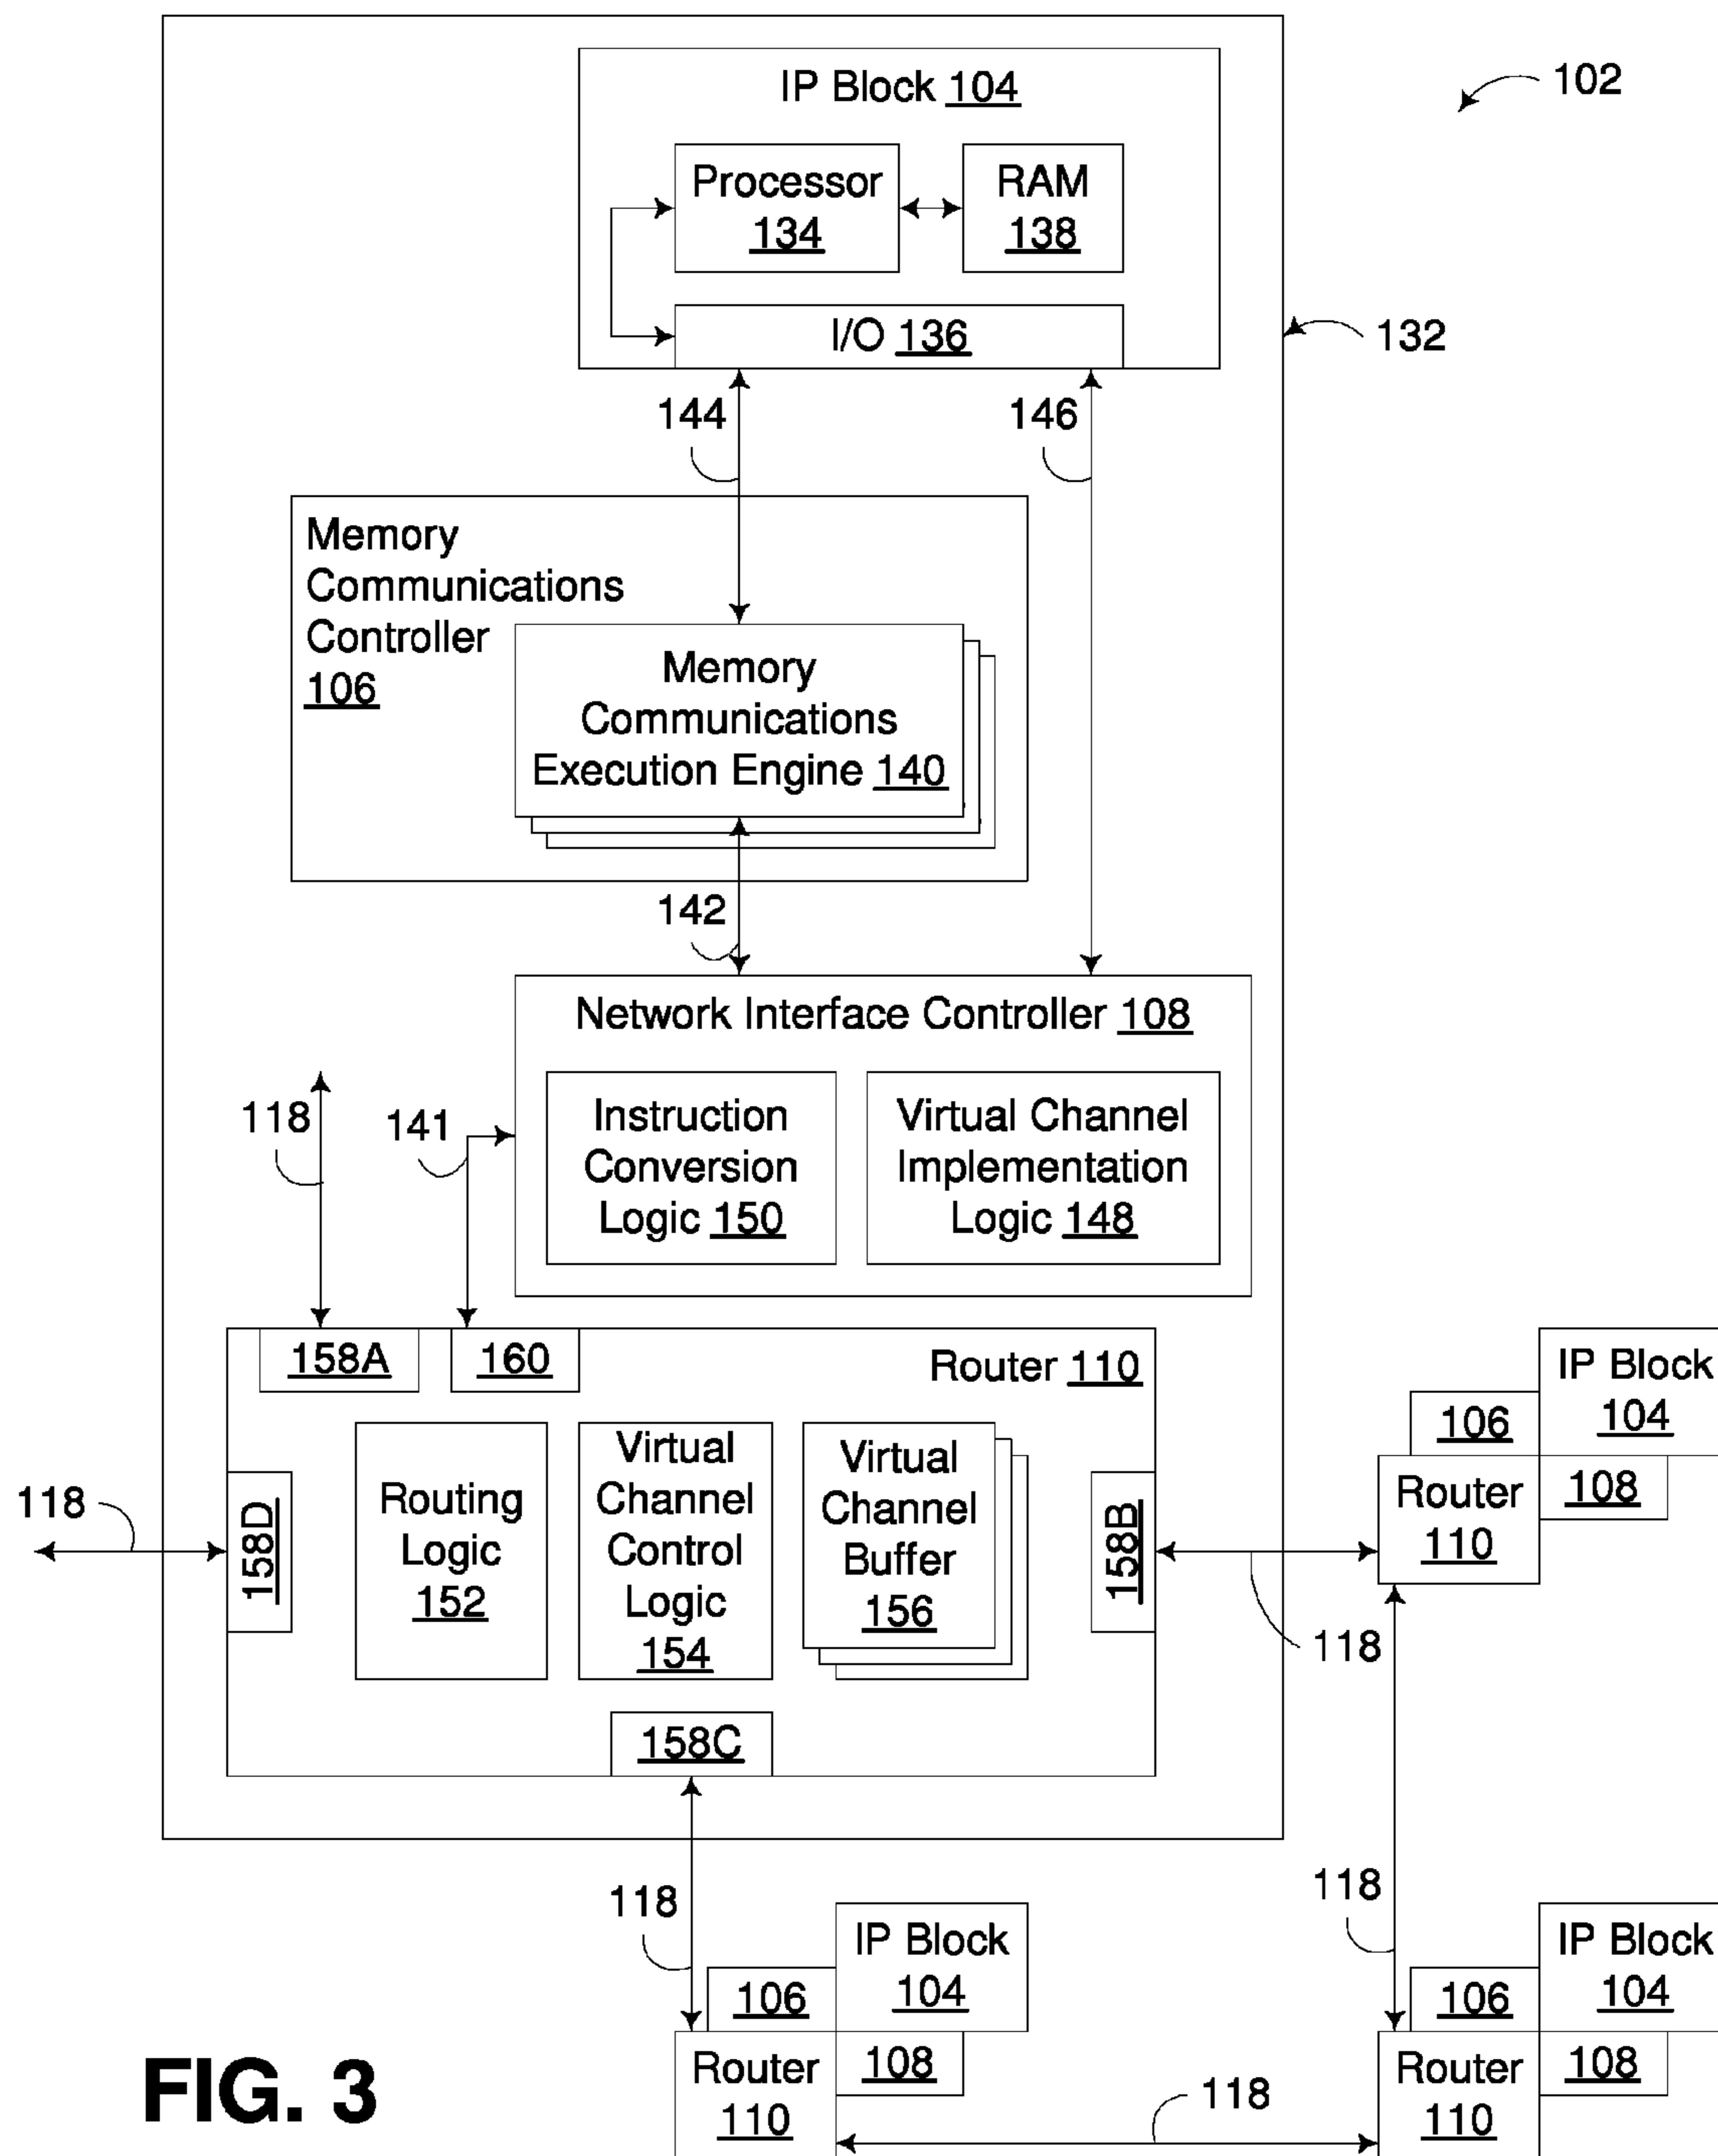 IP Block 104
102
Processor
134
RAM
138
I/O 136
132
144
146
Memory
Communications
Controller
106
Memory
Communications
Execution Engine 140
142
Network Interface Controller 108
118
141
Instruction
Conversion
Logic 150
Virtual Channel
Implementation
Logic 148
158A
160
Router 110
IP Block
104
106
Router
110
108
118
158D
Routing
Logic
152
Virtual
Channel
Control
Logic
154
Virtual
Channel
Buffer
156
158B
118
158C
118
118
IP Block
104
106
Router
110
108
IP Block
104
106
Router
110
108
118
FIG. 3